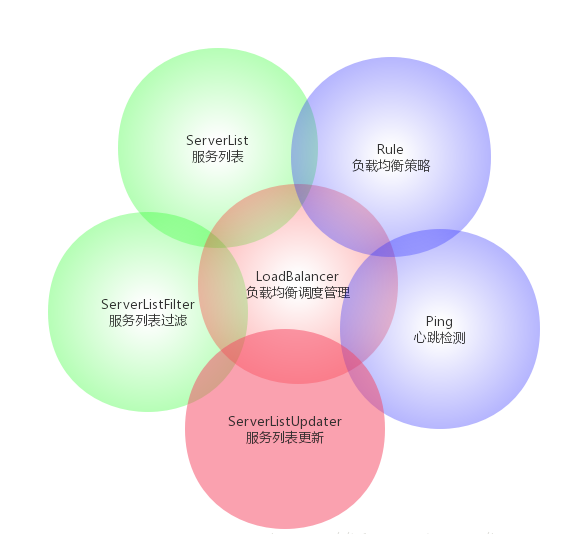 ServerList
服务列表
Rule
负载均衡策略
LoadBalancer
负载均衡调度管理
ServerListFilter
服务列表过滤
Ping
心跳检测
ServerListUpdater
服务列表更新